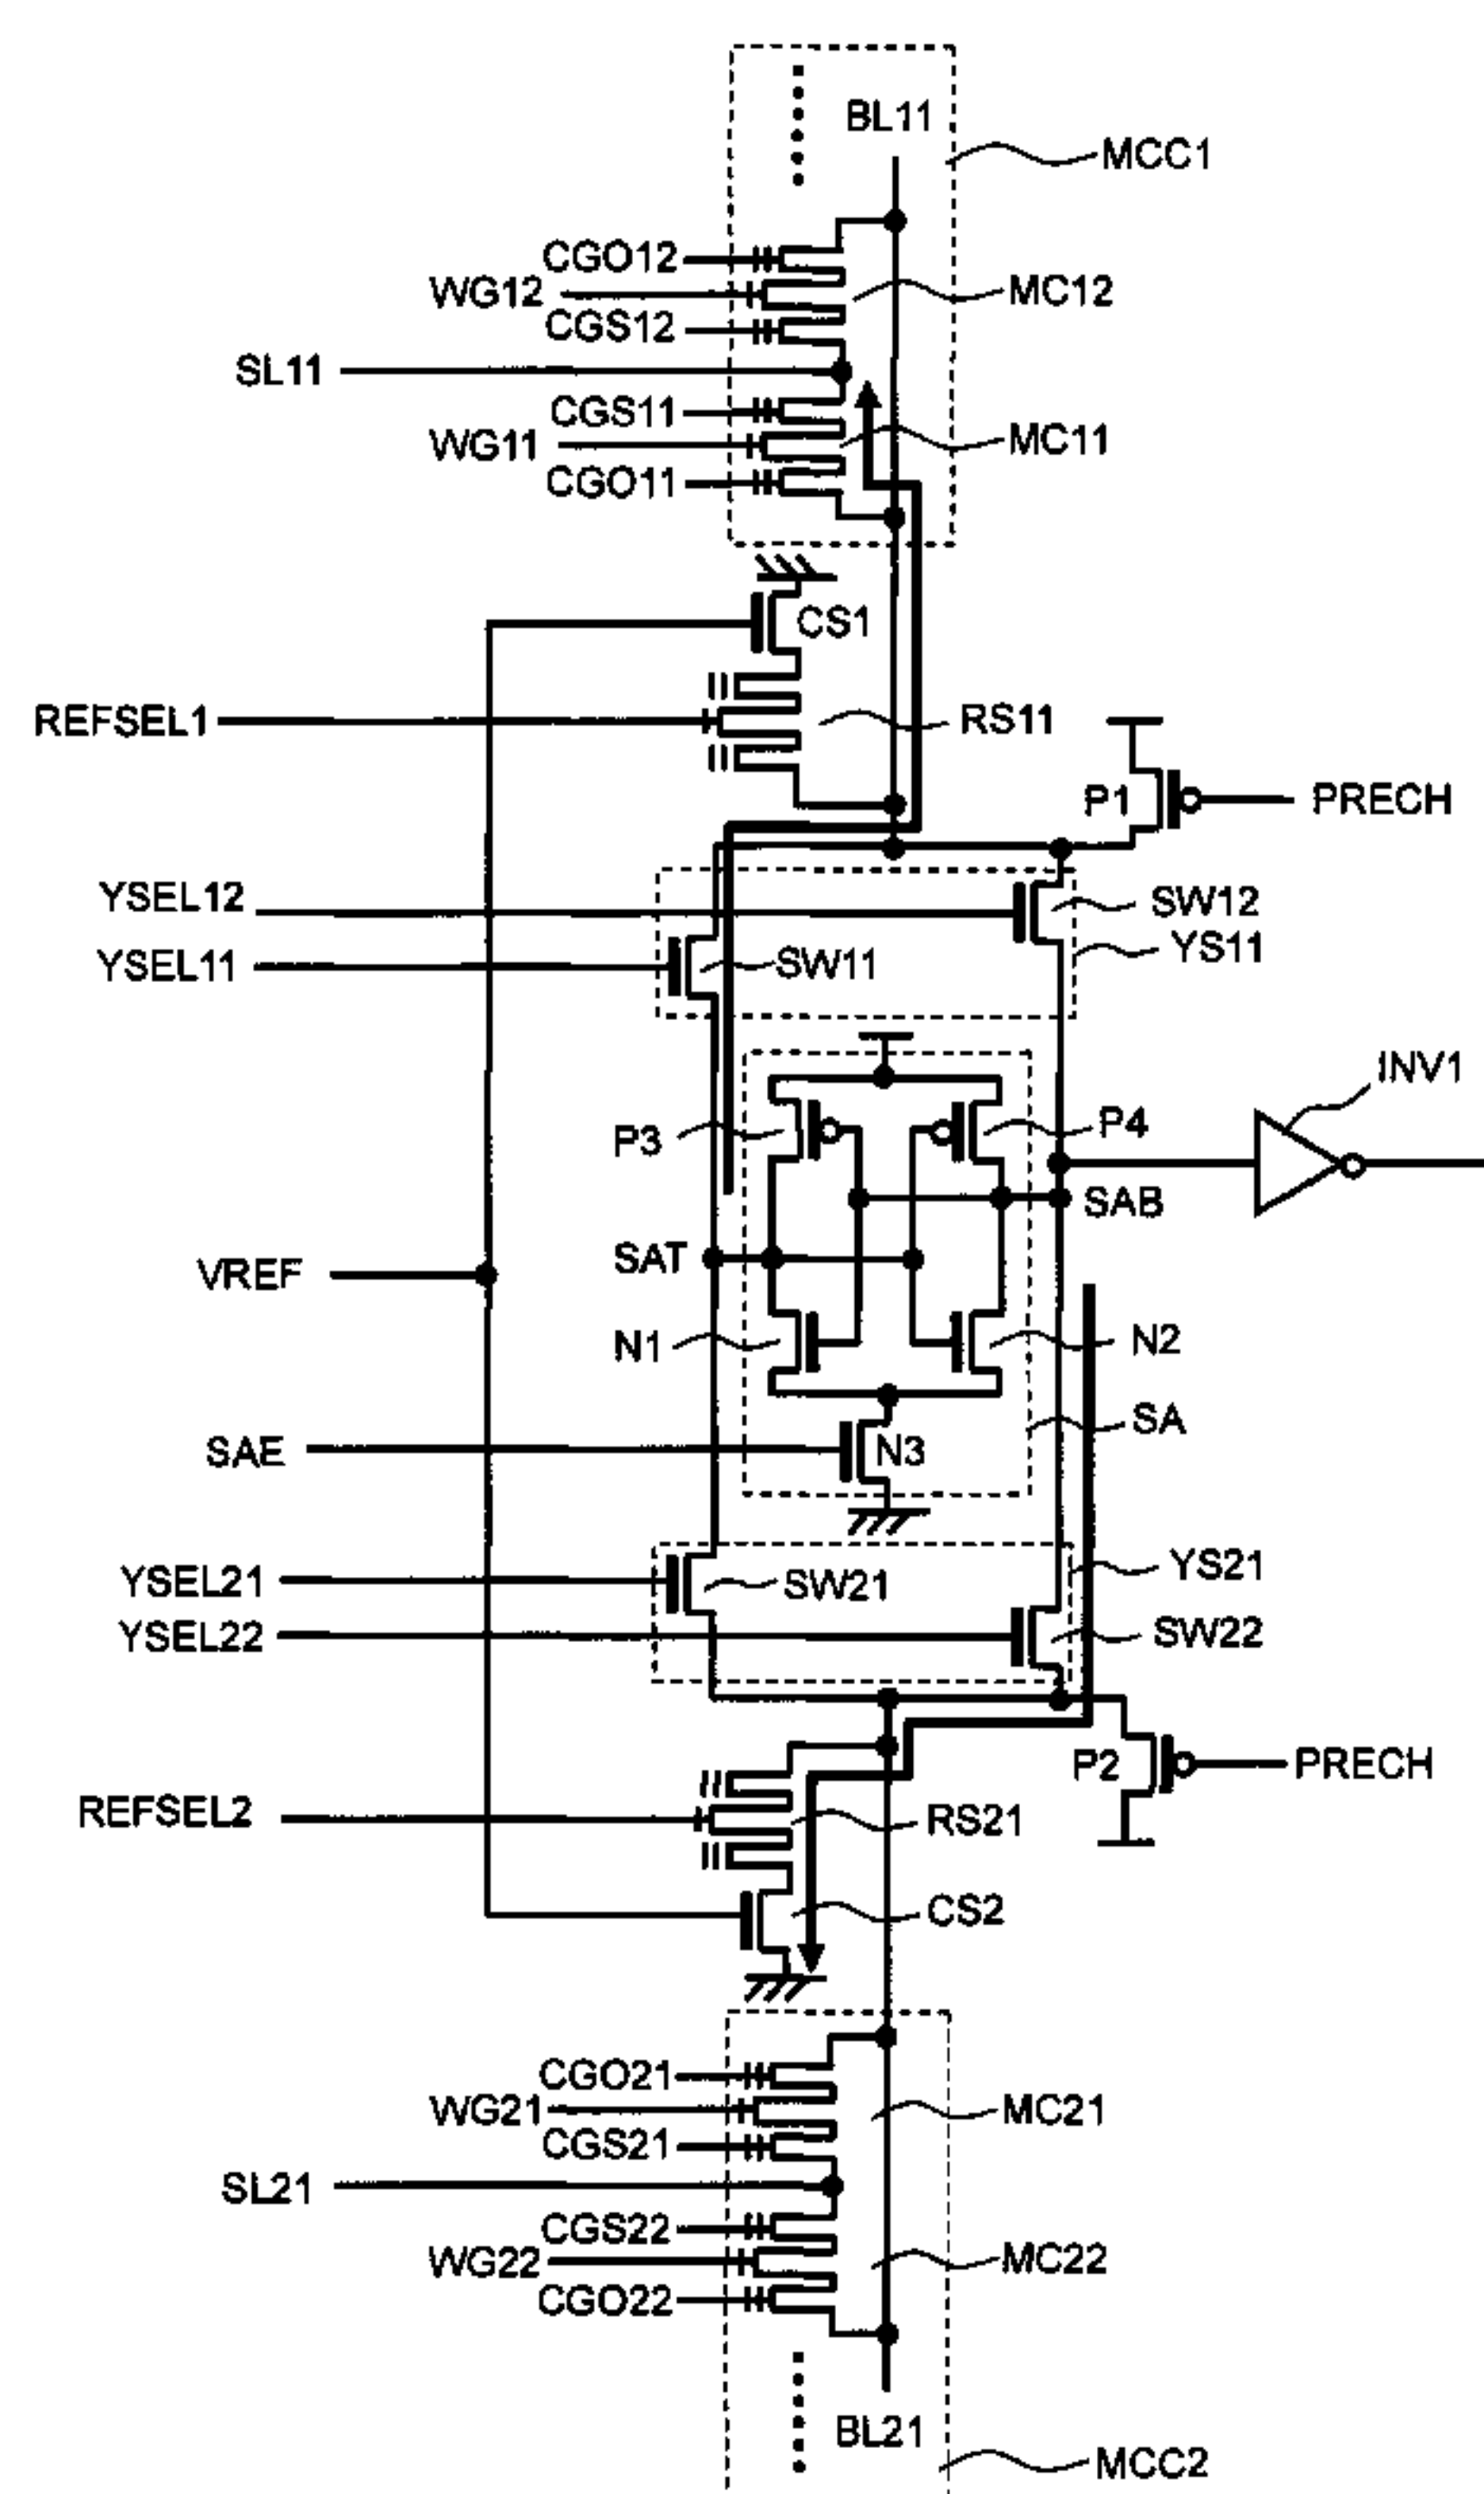 BL11
MCC1
CGO12
WG12
MC12
CGS12
SL11
CGS11
WG11
MC11
CGO11
CS1
REFSEL1
RS11
P1
PRECH
YSEL12
SW12
YS11
YSEL11
SW11
INV1
P3
P4
SAB
SAT
VREF
N1
N2
SA
SAE
N3
YS21
YSEL21
SW21
YSEL22
SW22
P2
PRECH
REFSEL2
RS21
CS2
CGO21
WG21
MC21
CGS21
SL21
CGS22
WG22
MC22
CGO22
BL21
MCC2